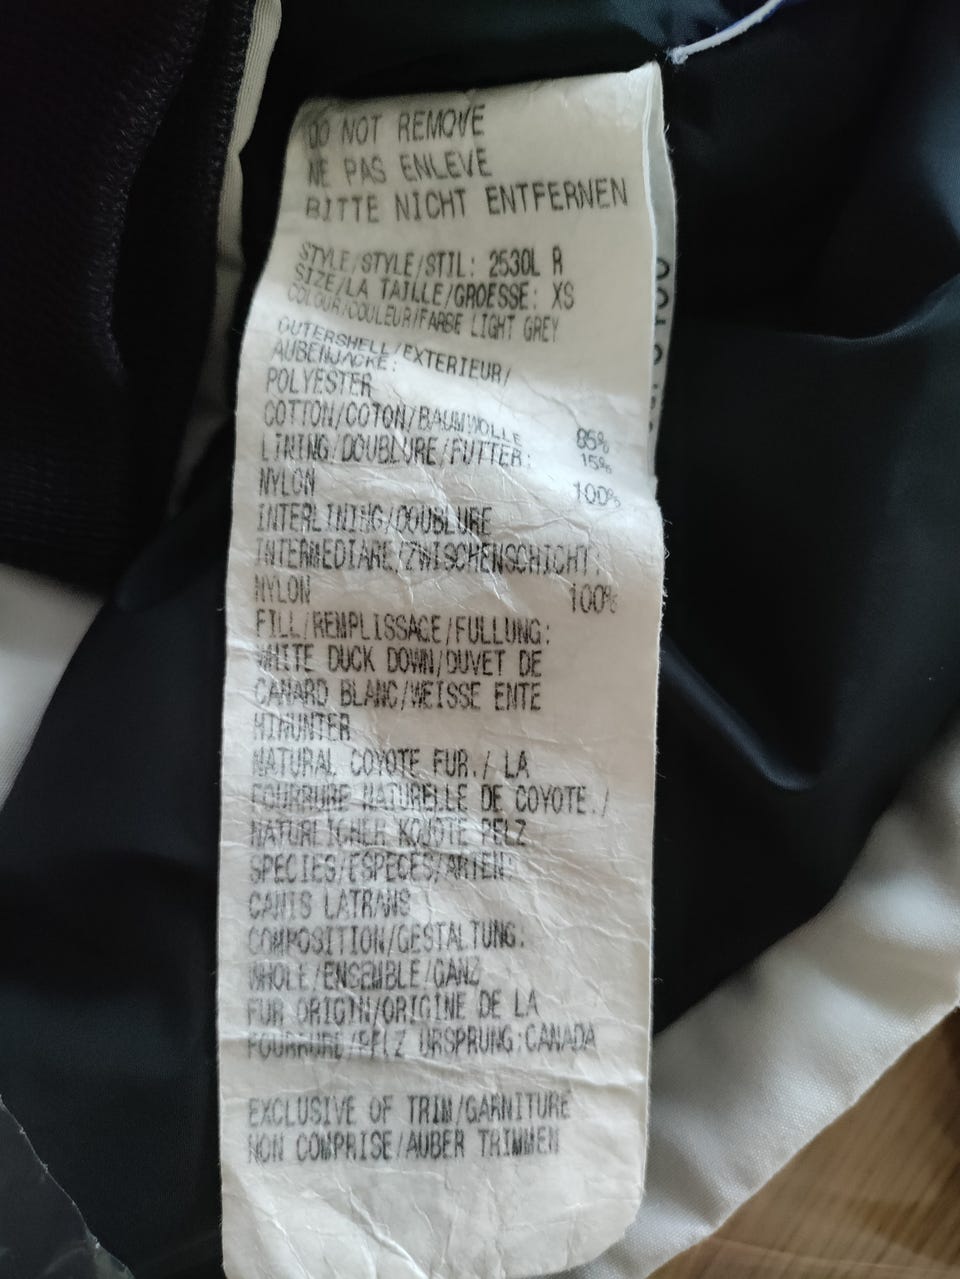 DO NOT REMOVE
NE PAS ENLEVE
BITTE NICHT ENTFERNEN
STYLE/STYLE/STIL: 2530L R
SIZE/LA TAILLE/GROESSE: XS
COLOUR/COULEUR/FARBE LIGHT GREY
OUTERSHELL/EXTERIEUR/
AUBENJACKE:
POLYESTER 85%
COTTON/COTON/BAUMWOLLE 15%
LINING/DOUBLURE/FUTTER:
NYLON 100%
INTERLINING/DOUBLURE
INTERMEDIARE/ZWISCHENSCHICHT:
NYLON 100%
FILL/REMPLISSAGE/FULLUNG:
WHITE DUCK DOWN/DUVET DE
CANARD BLANC/WEISSE ENTE
HINUNTER
NATURAL COYOTE FUR./ LA
FOURRURE NATURELLE DE COYOTE./
NATURLICHER KOJOTE PELZ
SPECIES/ESPECES/ARTEN:
CANIS LATRANS
COMPOSITION/GESTALTUNG:
WHOLE/ENSEMBLE/GANZ
FUR ORIGIN/ORIGINE DE LA
FOURRURE/PELZ URSPRUNG:CANADA
EXCLUSIVE OF TRIM/GARNITURE
NON COMPRISE/AUBER TRIMMEN